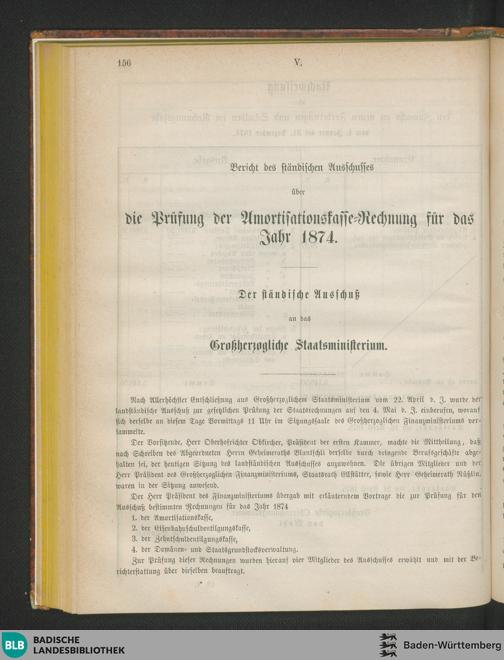 156
V.
Bericht des ständischen Ausschusses
über
die Prüfung der Amortisationskasse-Rechnung für das
Jahr 1874.
Der ständische Ausschuß
an das
Großherzogliche Staatsministerium.
Nach Allerhöchster Entschließung aus Großherzoglichem Staatsministerium vom 22. April d. J. wurde der
landständische Ausschuß zur gesetzlichen Prüfung der Staatsrechnungen auf den 4. Mai d. J. einberufen, worauf
sich derselbe an diesem Tage Vormittags 11 Uhr im Sitzungssaale des Großherzoglichen Finanzministeriums ver-
sammelte.
Der Vorsitzende, Herr Oberhofrichter Obkircher, Präsident der ersten Kammer, machte die Mittheilung, daß
nach Schreiben des Abgeordneten Herrn Geheimeraths Bluntschli derselbe durch dringende Berufsgeschäfte abge-
halten sei, der heutigen Sitzung des landständischen Ausschusses anzuwohnen. Die übrigen Mitglieder und der
Herr Präsident des Großherzoglichen Finanzministeriums, Staatsrath Ellstätter, sowie Herr Geheimerath Nüßlin,
waren in der Sitzung anwesend.
Der Herr Präsident des Finanzministeriums übergab mit erläuterndem Vortrage die zur Prüfung für den
Ausschuß bestimmten Rechnungen für das Jahr 1874
1. der Amortisationskasse,
2. der Eisenbahnschuldentilgungskasse,
3. der Zehntschuldentilgungskasse,
4. der Domänen- und Staatsgrundstocksverwaltung.
Zur Prüfung dieser Rechnungen wurden hierauf vier Mitglieder des Ausschusses erwählt und mit der Be-
richterstattung über dieselben beauftragt.
BLB
BADISCHE
LANDESBIBLIOTHEK
Baden-Württemberg